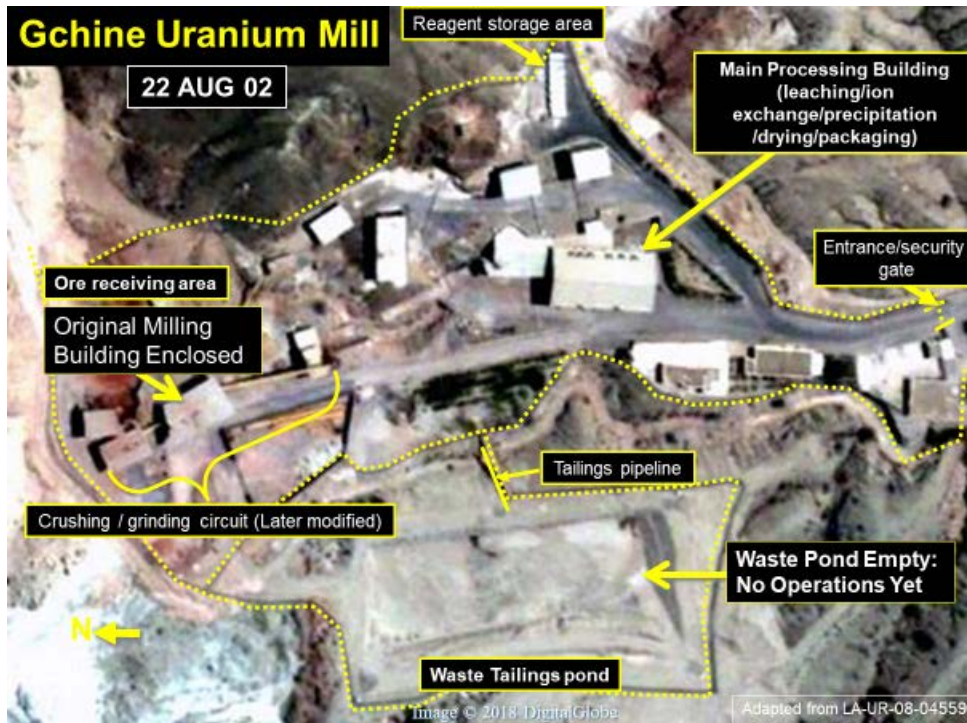 Gchine Uranium Mill
22 AUG 02
Reagent storage area
Main Processing Building
(leaching/ion
exchange/precipitation
/drying/packaging)
Entrance/security
gate
Ore receiving area
Original Milling
Building Enclosed
Tailings pipeline
Crushing / grinding circuit (Later modified)
Waste Pond Empty:
No Operations Yet
N
Waste Tailings pond
Image © 2018 DigitalGlobe
Adapted from LA-UR-08-04559